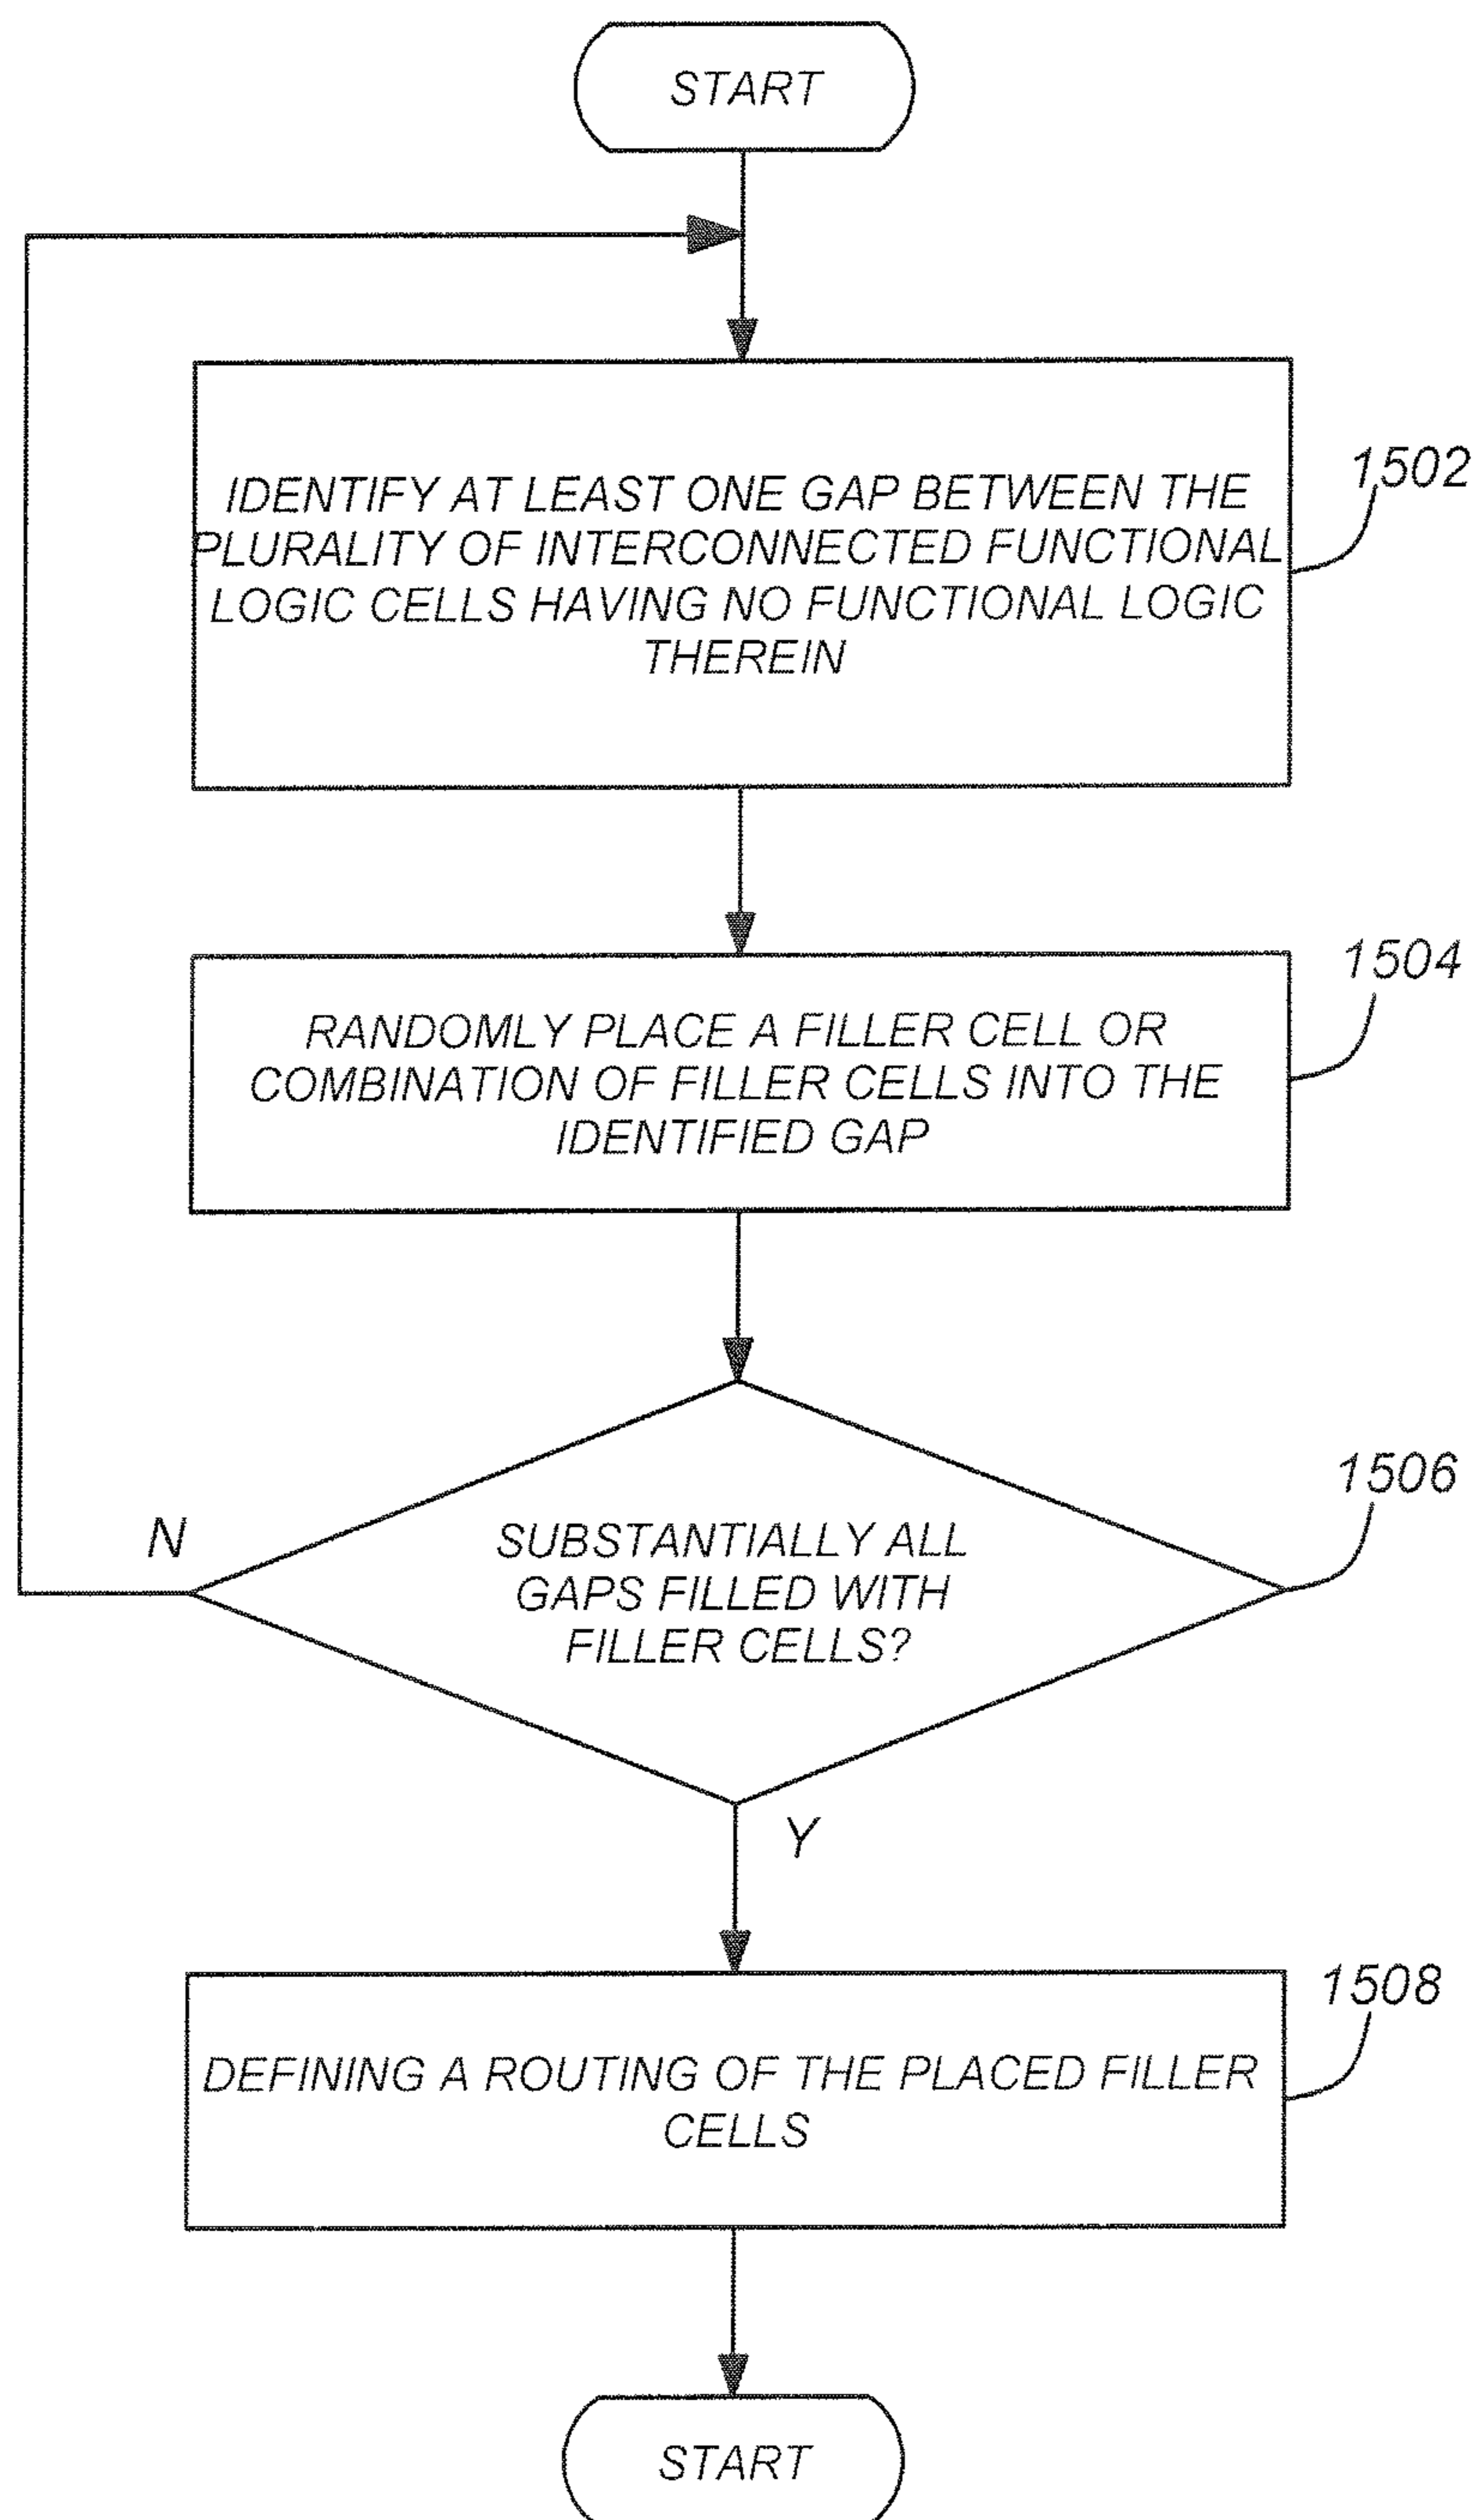 START
IDENTIFY AT LEAST ONE GAP BETWEEN THE
PLURALITY OF INTERCONNECTED FUNCTIONAL
LOGIC CELLS HAVING NO FUNCTIONAL LOGIC
THEREIN
1502
RANDOMLY PLACE A FILLER CELL OR
COMBINATION OF FILLER CELLS INTO THE
IDENTIFIED GAP
1504
SUBSTANTIALLY ALL
GAPS FILLED WITH
FILLER CELLS?
1506
N
Y
DEFINING A ROUTING OF THE PLACED FILLER
CELLS
1508
START